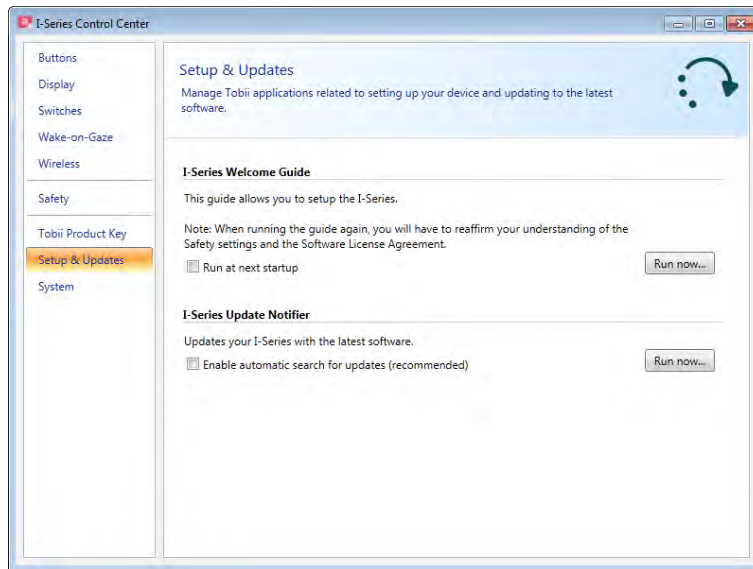 I-Series Control Center
Buttons
Display
Switches
Wake-on-Gaze
Wireless
Safety
Tobii Product Key
Setup & Updates
System
Setup & Updates
Manage Tobii applications related to setting up your device and updating to the latest
software.
I-Series Welcome Guide
This guide allows you to setup the I-Series.
Note: When running the guide again, you will have to reaffirm your understanding of the
Safety settings and the Software License Agreement.
Run at next startup
Run now...
I-Series Update Notifier
Updates your I-Series with the latest software.
Enable automatic search for updates (recommended)
Run now...